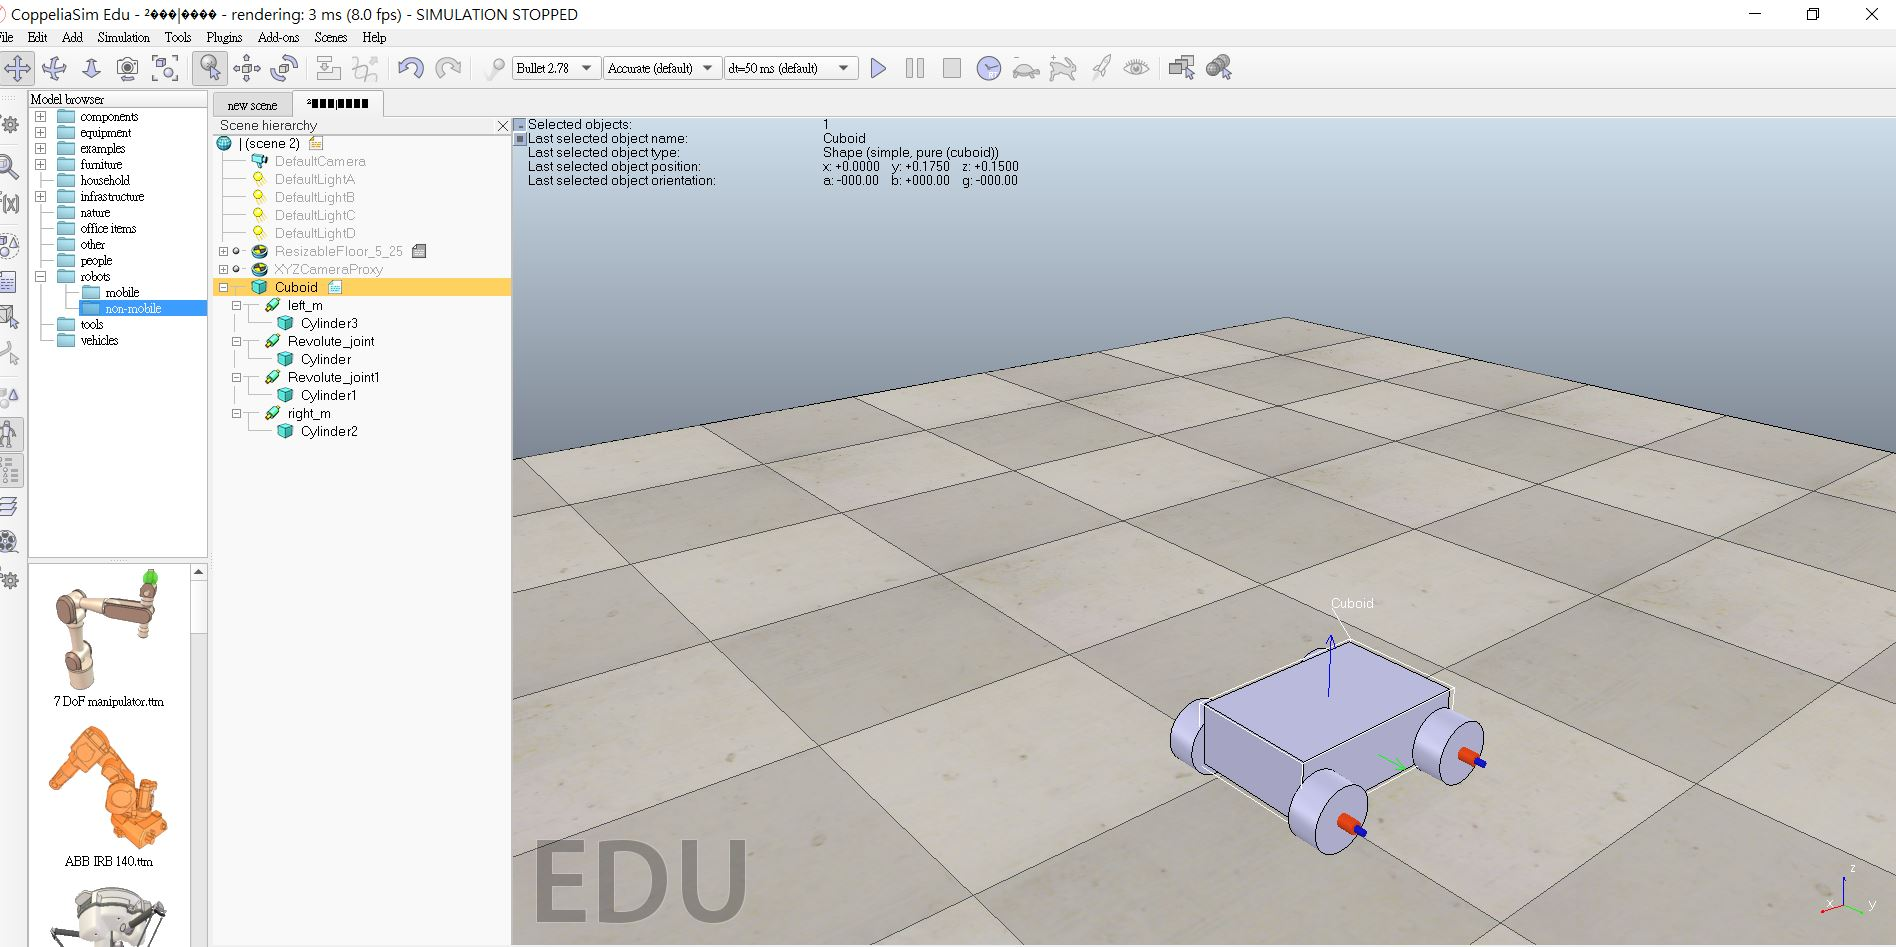 CoppeliaSim Edu - rendering: 3 ms (8.0 fps) - SIMULATION STOPPED
File Edit Add Simulation Tools Plugins Add-ons Scenes Help
Bullet 2.78 Accurate (default) dt=50 ms (default)
Model browser
components
equipment
examples
furniture
household
infrastructure
nature
office items
other
people
robots
mobile
non-mobile
tools
vehicles
7 DoF manipulator.ttm
ABB IRB 140.ttm
new scene
Scene hierarchy
(scene 2)
DefaultCamera
DefaultLightA
DefaultLightB
DefaultLightC
DefaultLightD
ResizableFloor_5_25
XYZCameraProxy
Cuboid
left_m
Cylinder3
Revolute_joint
Cylinder
Revolute_joint1
Cylinder1
right_m
Cylinder2
Selected objects: 1
Last selected object name: Cuboid
Last selected object type: Shape (simple, pure (cuboid))
Last selected object position: x: +0.0000 y: +0.1750 z: +0.1500
Last selected object orientation: a: -000.00 b: +000.00 g: -000.00
Cuboid
EDU
z
x
y